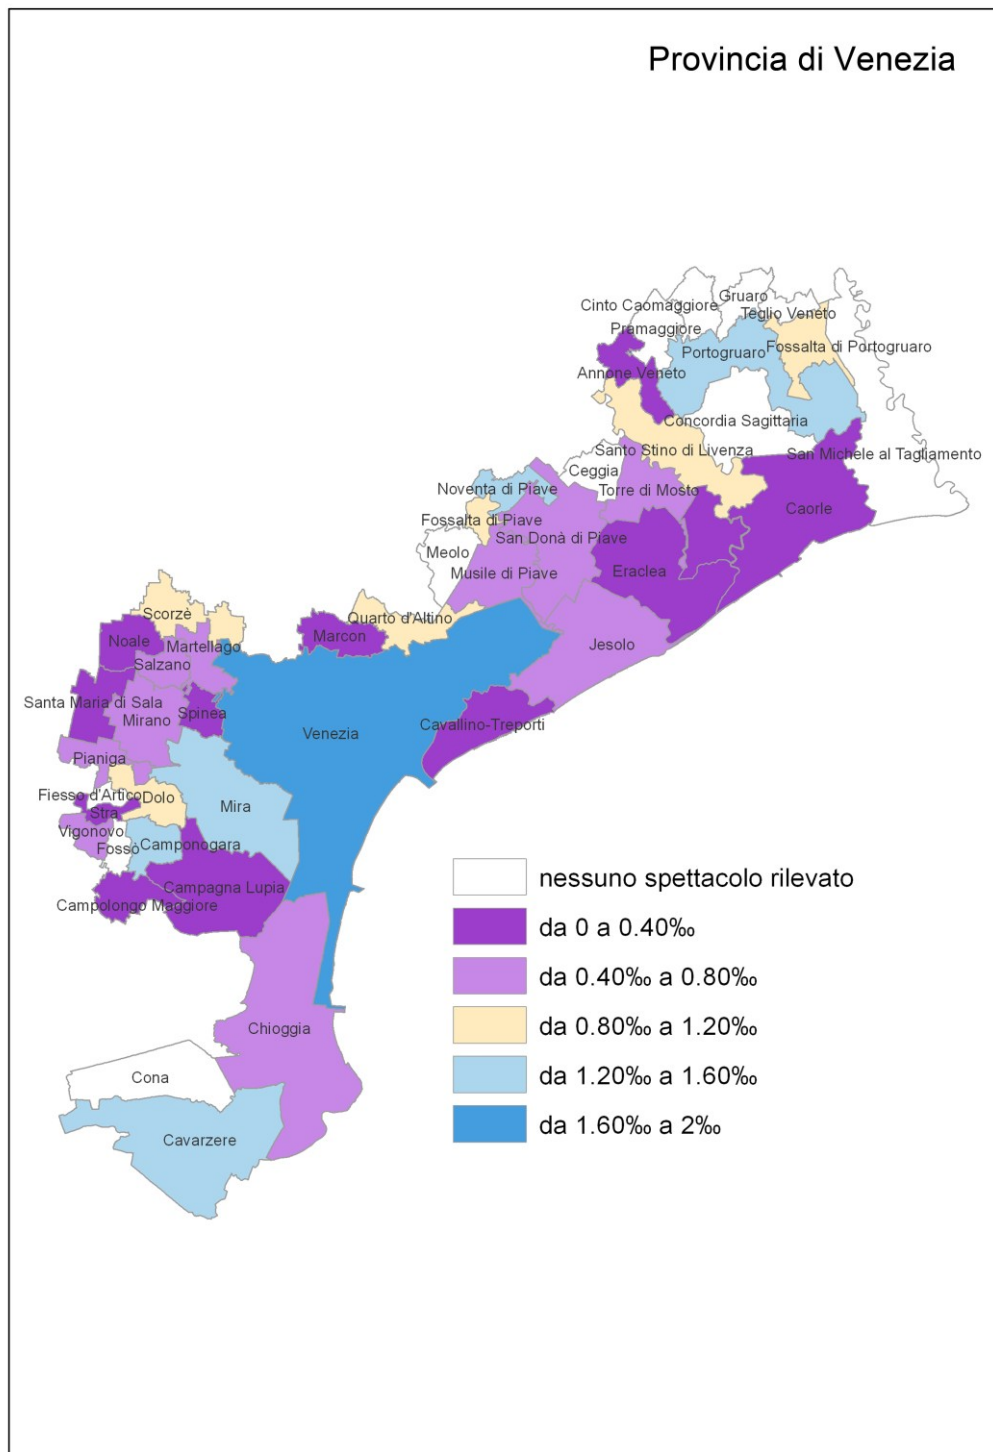 Provincia di Venezia
Gruaro
Cinto Caomaggiore
Teglio Veneto
Pramaggiore
Fossalta di Portogruaro
Portogruaro
Annone Veneto
Concordia Sagittaria
Santo Stino di Livenza
San Michele al Tagliamento
Ceggia
Noventa di Piave
Torre di Mosto
Caorle
Fossalta di Piave
San Donà di Piave
Meolo
Musile di Piave
Eraclea
Scorzè
Quarto d'Altino
Noale
Marcon
Martellago
Jesolo
Salzano
Santa Maria di Sala
Spinea
Mirano
Cavallino-Treporti
Venezia
Pianiga
Fiesso d'Artico
Dolo
Mira
Stra
Vigonovo
Fossò
Camponogara
Campagna Lupia
Campolongo Maggiore
nessuno spettacolo rilevato
da 0 a 0.40‰
da 0.40‰ a 0.80‰
da 0.80‰ a 1.20‰
Chioggia
Cona
da 1.20‰ a 1.60‰
da 1.60‰ a 2‰
Cavarzere